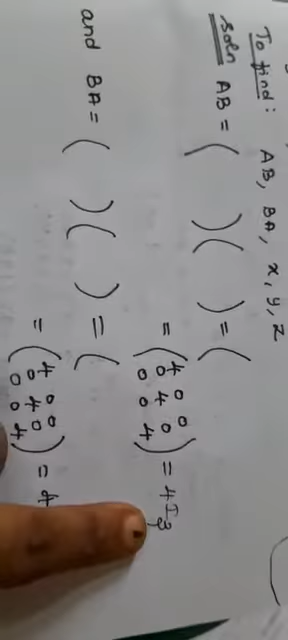 To find: AB, BA, x, y, z
Soln AB = (   )(   ) = (
= (4 0 0
0 4 0
0 0 4) = 4I3
and BA = (   )(   ) = (
= (4 0 0
0 4 0
0 0 4) = 4